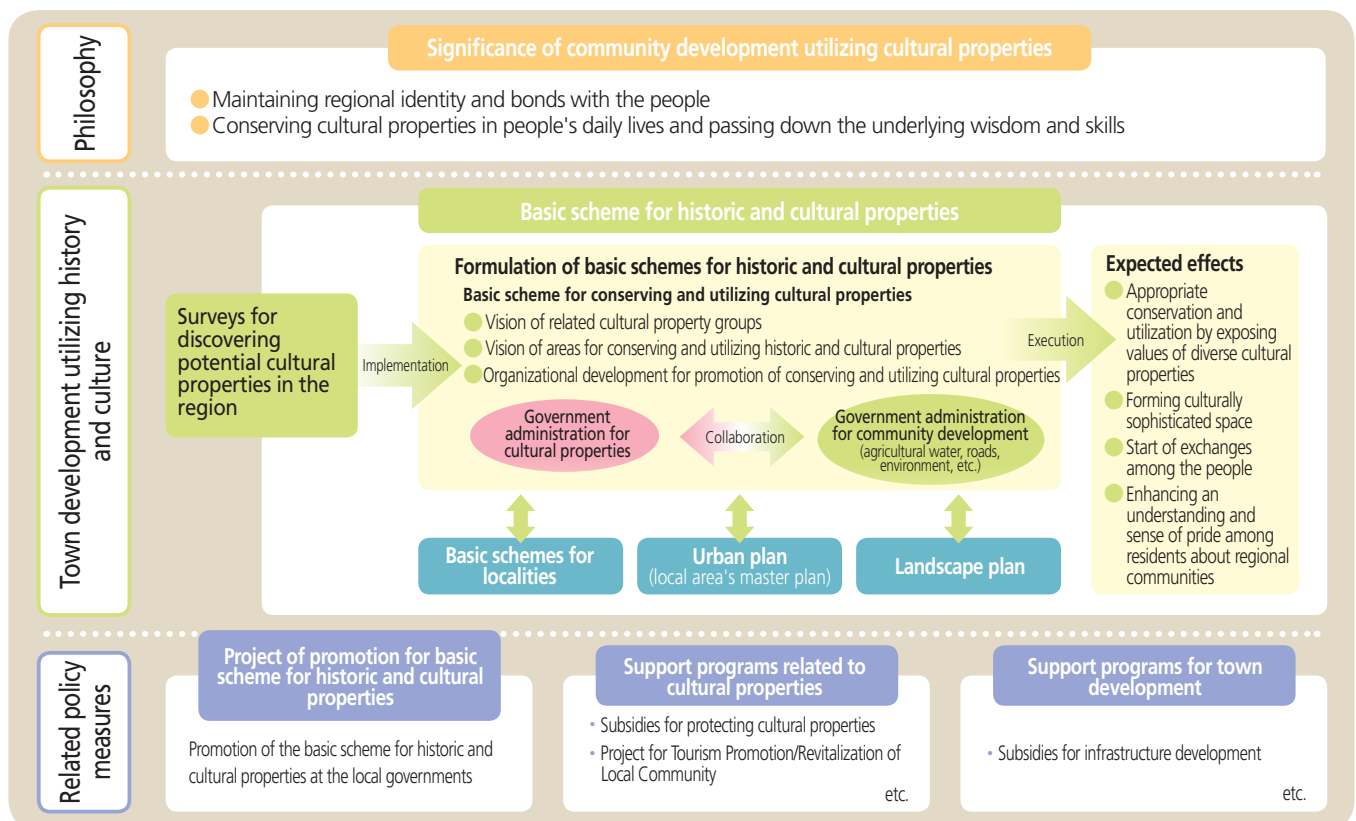 Philosophy
Significance of community development utilizing cultural properties
Maintaining regional identity and bonds with the people
Conserving cultural properties in people's daily lives and passing down the underlying wisdom and skills
Town development utilizing history
and culture
Basic scheme for historic and cultural properties
Surveys for
discovering
potential cultural
properties in the
region
Implementation
Formulation of basic schemes for historic and cultural properties
Basic scheme for conserving and utilizing cultural properties
Vision of related cultural property groups
Vision of areas for conserving and utilizing historic and cultural properties
Organizational development for promotion of conserving and utilizing cultural properties
Government
administration for
cultural properties
Collaboration
Government administration
for community development
(agricultural water, roads,
environment, etc.)
Execution
Expected effects
Appropriate
conservation and
utilization by exposing
values of diverse cultural
properties
Forming culturally
sophisticated space
Start of exchanges
among the people
Enhancing an
understanding and
sense of pride among
residents about regional
communities
Basic schemes for
localities
Urban plan
(local area's master plan)
Landscape plan
Related policy
measures
Project of promotion for basic
scheme for historic and cultural
properties
Promotion of the basic scheme for historic and
cultural properties at the local governments
Support programs related to
cultural properties
• Subsidies for protecting cultural properties
• Project for Tourism Promotion/Revitalization of
Local Community
etc.
Support programs for town
development
• Subsidies for infrastructure development
etc.